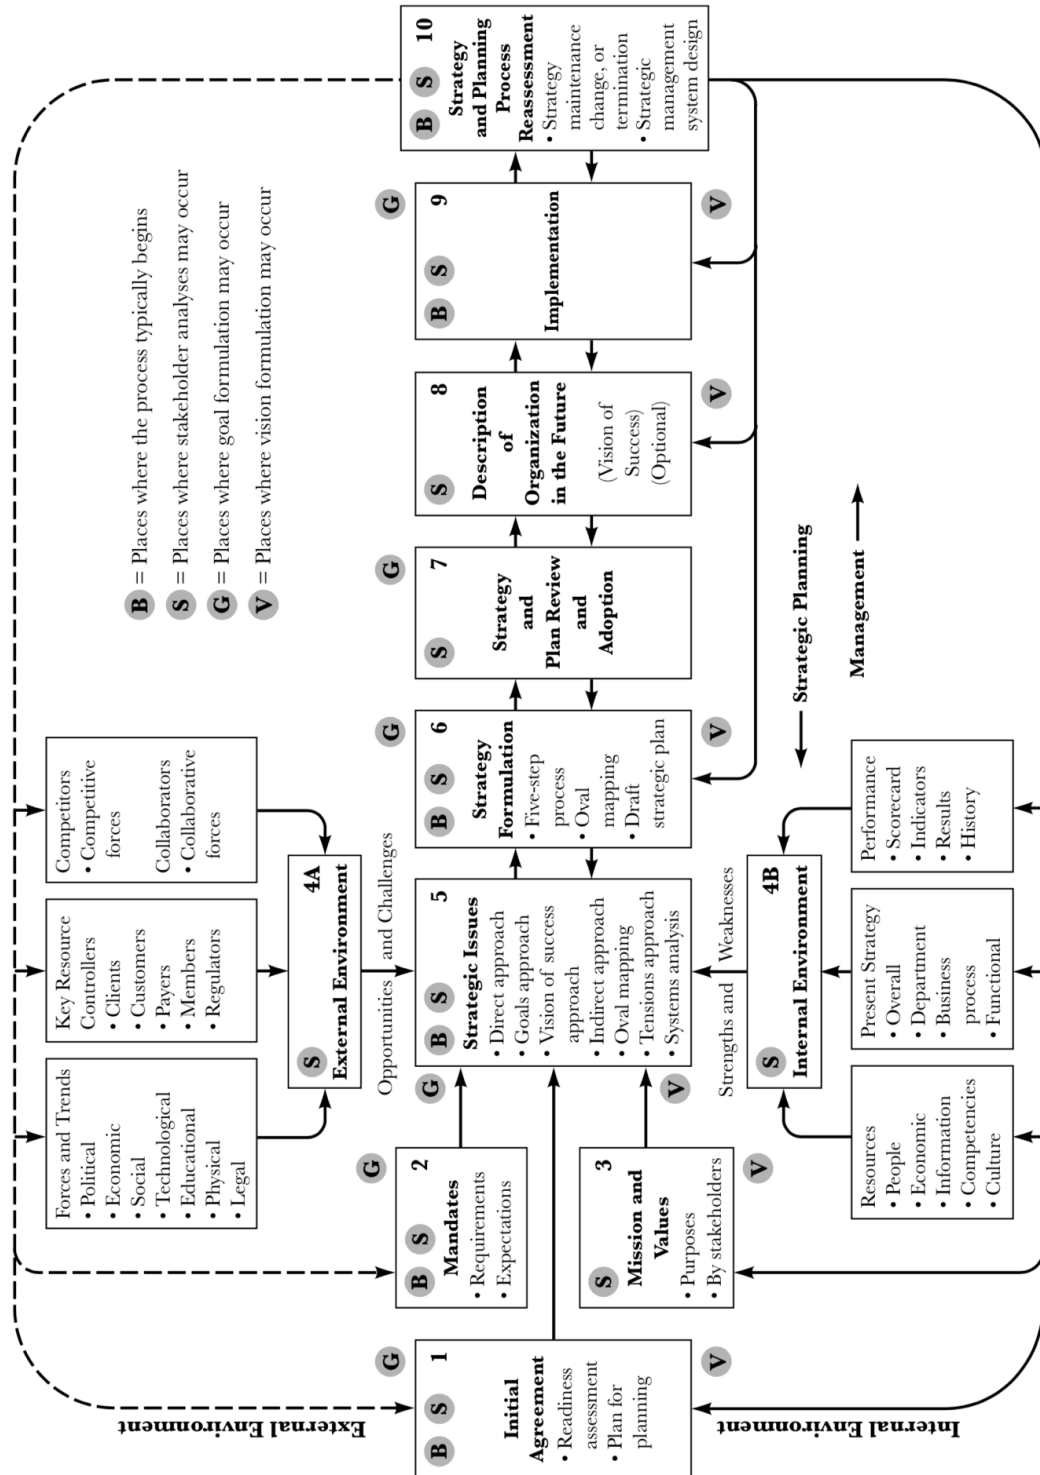 External Environment
Internal Environment
B S 1
Initial
Agreement
• Readiness
assessment
• Plan for
planning
G
V
B S 2
Mandates
• Requirements
• Expectations
G
S 3
Mission and
Values
• Purposes
• By stakeholders
V
Forces and Trends
• Political
• Economic
• Social
• Technological
• Educational
• Physical
• Legal
Key Resource
Controllers
• Clients
• Customers
• Payers
• Members
• Regulators
Competitors
• Competitive
forces
Collaborators
• Collaborative
forces
S 4A
External Environment
Opportunities and Challenges
G
B S 5
Strategic Issues
• Direct approach
• Goals approach
• Vision of success
approach
• Indirect approach
• Oval mapping
• Tensions approach
• Systems analysis
V
Strengths and Weaknesses
S 4B
Internal Environment
Resources
• People
• Economic
• Information
• Competencies
• Culture
Present Strategy
• Overall
• Department
• Business
process
• Functional
Performance
• Scorecard
• Indicators
• Results
• History
G
B S 6
Strategy
Formulation
• Five-step
process
• Oval
mapping
• Draft
strategic plan
V
G
S 7
Strategy
and
Plan Review
and
Adoption
S 8
Description
of
Organization
in the Future
(Vision of
Success)
(Optional)
V
G
B S 9
Implementation
V
B S 10
Strategy
and Planning
Process
Reassessment
• Strategy
maintenance
change, or
termination
• Strategic
management
system design
B = Places where the process typically begins
S = Places where stakeholder analyses may occur
G = Places where goal formulation may occur
V = Places where vision formulation may occur
Strategic Planning
Management